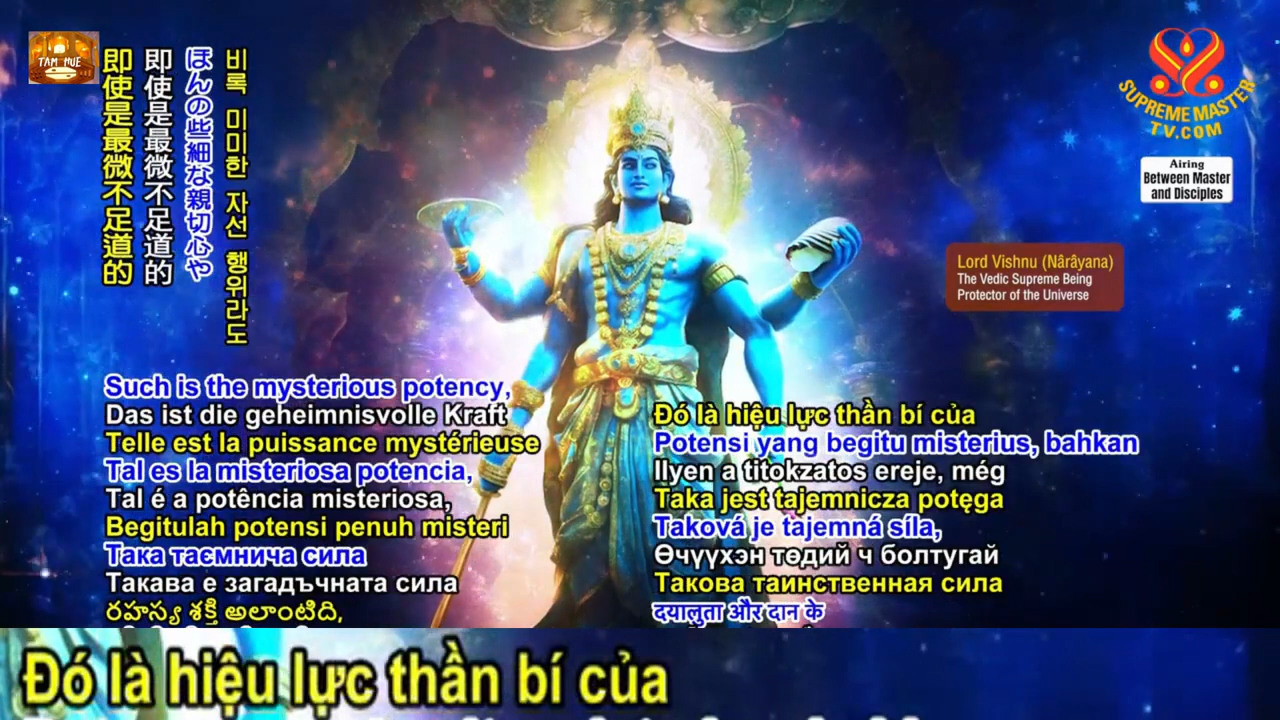 TAM HUE
即使是最微不足道的
即使是最微不足道的
ほんの些細な親切心や
비록 미미한 자선 행위라도
SUPREME MASTER
TV.COM
Airing
Between Master
and Disciples
Lord Vishnu (Nârâyana)
The Vedic Supreme Being
Protector of the Universe
Such is the mysterious potency,
Das ist die geheimnisvolle Kraft
Telle est la puissance mystérieuse
Tal es la misteriosa potencia,
Tal é a potência misteriosa,
Begitulah potensi penuh misteri
Така таємнича сила
Такава е загадъчната сила
రహస్య శక్తి అలాంటిది,
Đó là hiệu lực thần bí của
Potensi yang begitu misterius, bahkan
Ilyen a titokzatos ereje, még
Taka jest tajemnicza potęga
Taková je tajemná síla,
Өчүүхэн төдий ч болтугай
Такова таинственная сила
दयालुता और दान के
Đó là hiệu lực thần bí của